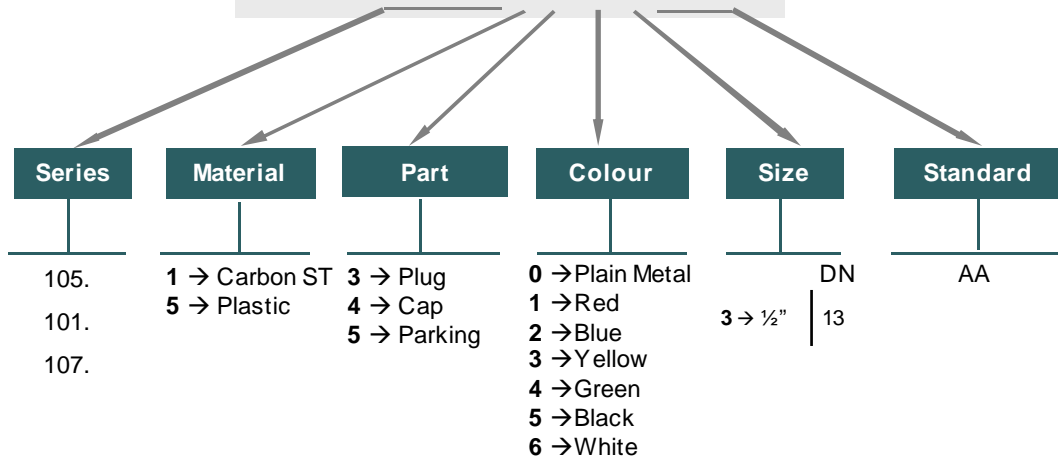 Series
105.
101.
107.
Material
1 → Carbon ST
5 → Plastic
Part
3 → Plug
4 → Cap
5 → Parking
Colour
0 →Plain Metal
1 →Red
2 →Blue
3 →Yellow
4 →Green
5 →Black
6 →White
Size
DN
3 → ½” 13
Standard
AA